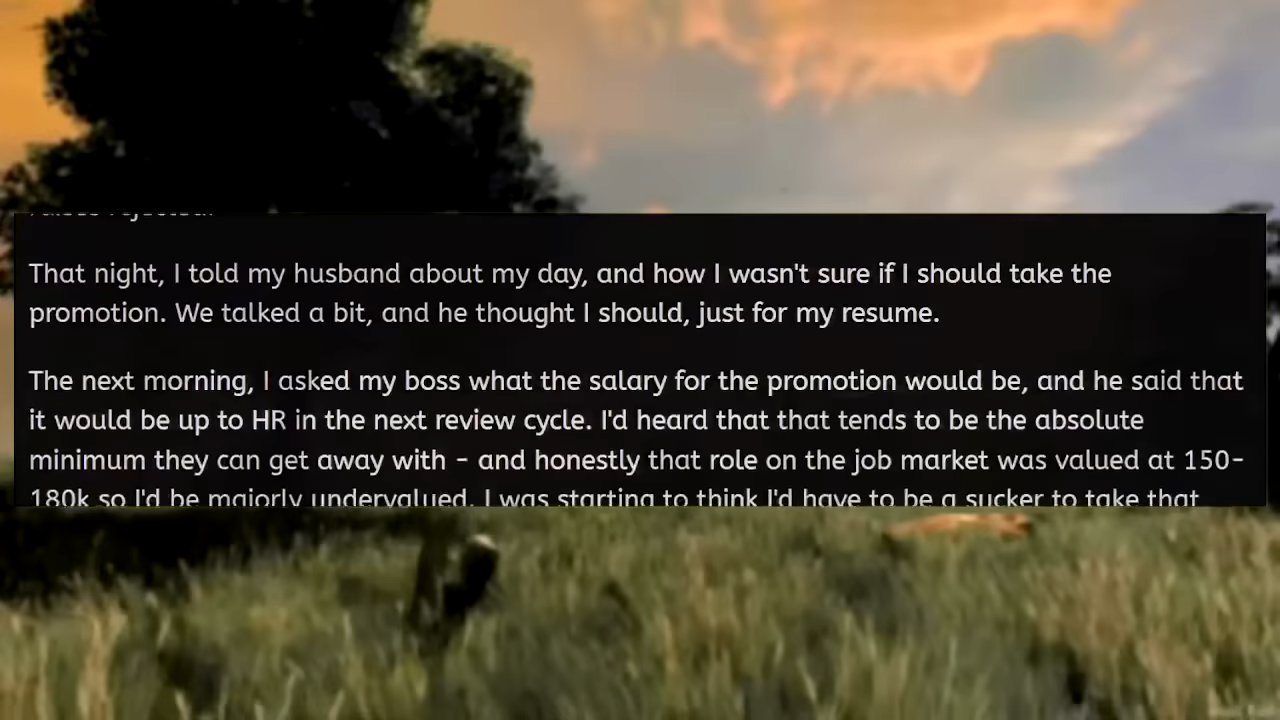 That night, I told my husband about my day, and how I wasn't sure if I should take the
promotion. We talked a bit, and he thought I should, just for my resume.
The next morning, I asked my boss what the salary for the promotion would be, and he said that
it would be up to HR in the next review cycle. I'd heard that that tends to be the absolute
minimum they can get away with - and honestly that role on the job market was valued at 150-
180k so I'd be majorly undervalued. I was starting to think I'd have to be a sucker to take that